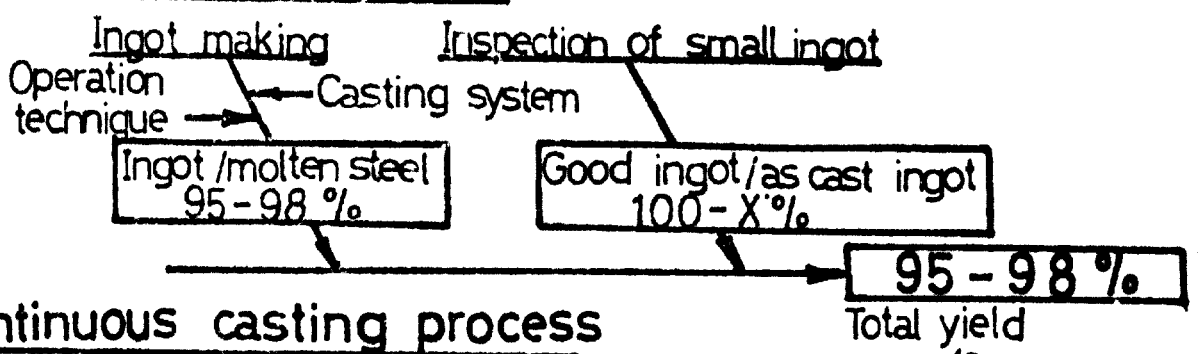 Ingot making
Inspection of small ingot
Operation
technique
Casting system
Ingot/molten steel
95-98 %
Good ingot/as cast ingot
100-X %
95-98 %
Total yield
ntinuous casting process